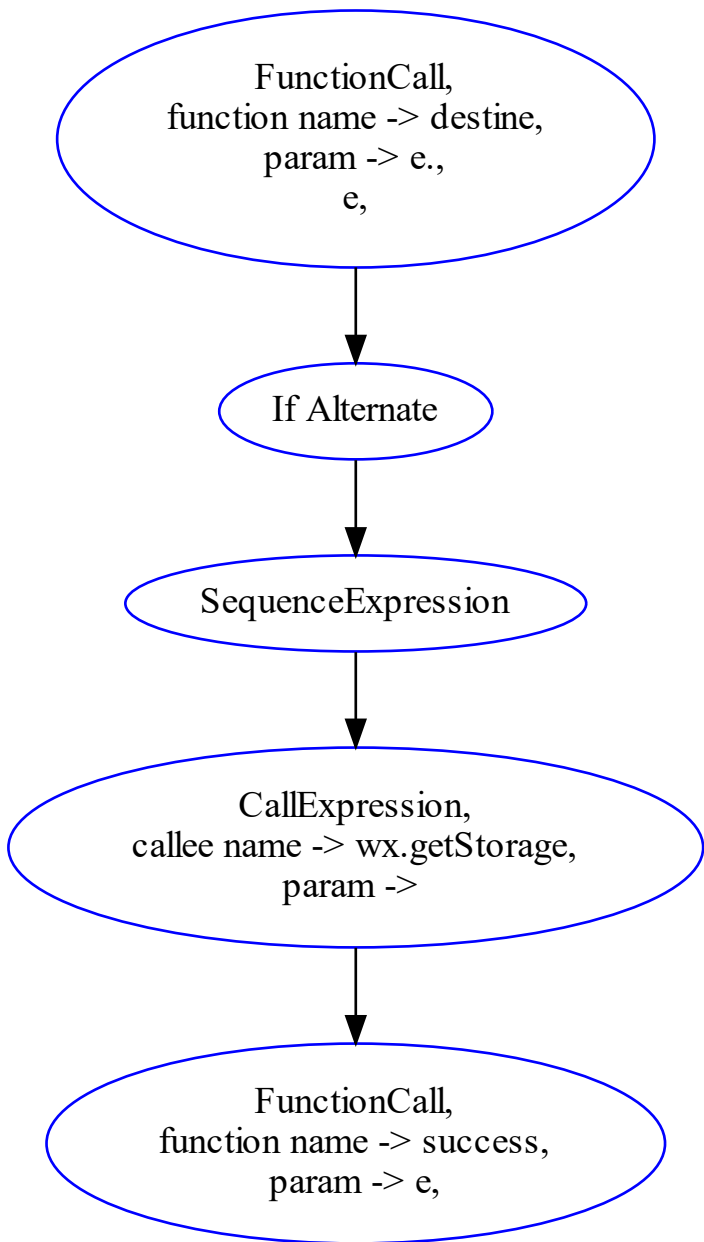 FunctionCall,
function name -> destine,
param -> e.,
e,
If Alternate
SequenceExpression
CallExpression,
callee name -> wx.getStorage,
param ->
FunctionCall,
function name -> success,
param -> e,